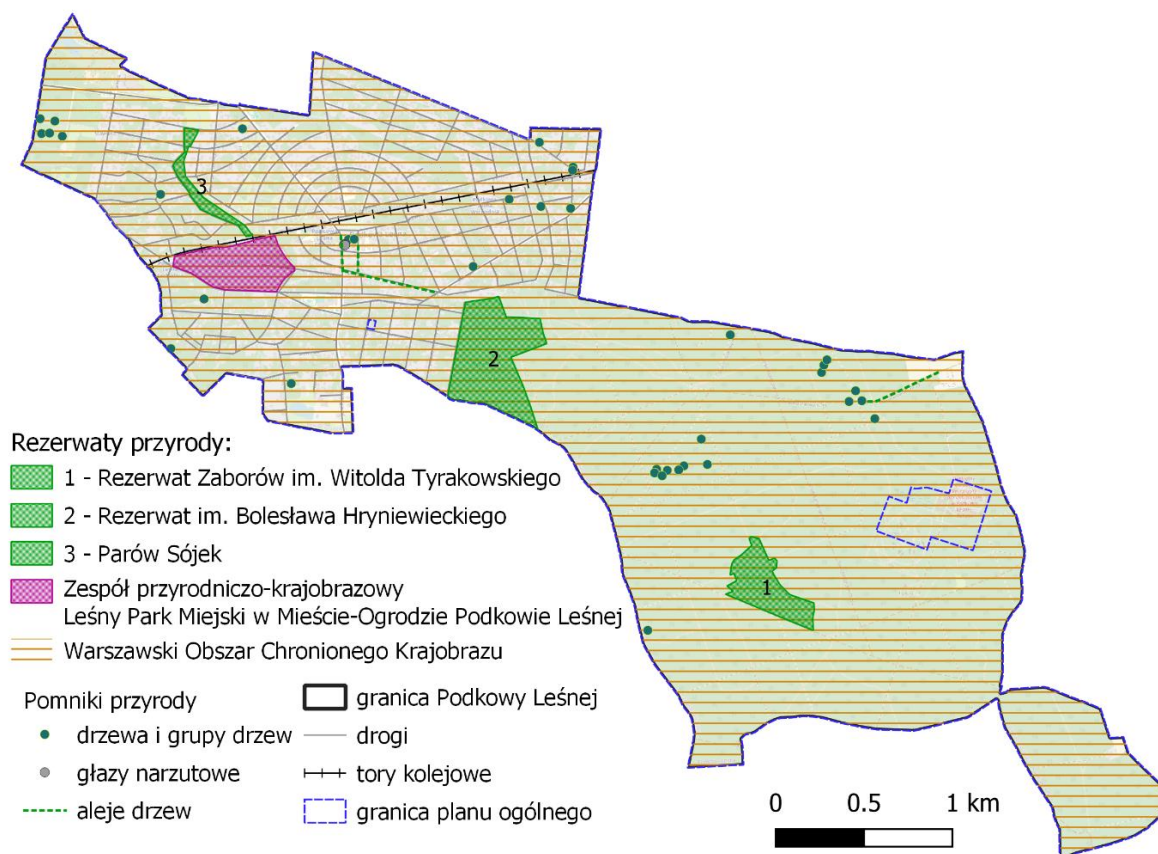 3
2
1
Rezerwaty przyrody:
1 - Rezerwat Zaborów im. Witolda Tyrakowskiego
2 - Rezerwat im. Bolesława Hryniewieckiego
3 - Parów Sójek
Zespół przyrodniczo-krajobrazowy
Leśny Park Miejski w Mieście-Ogrodzie Podkowie Leśnej
Warszawski Obszar Chronionego Krajobrazu
Pomniki przyrody
drzewa i grupy drzew
głazy narzutowe
aleje drzew
granica Podkowy Leśnej
drogi
tory kolejowe
granica planu ogólnego
0 0.5 1 km